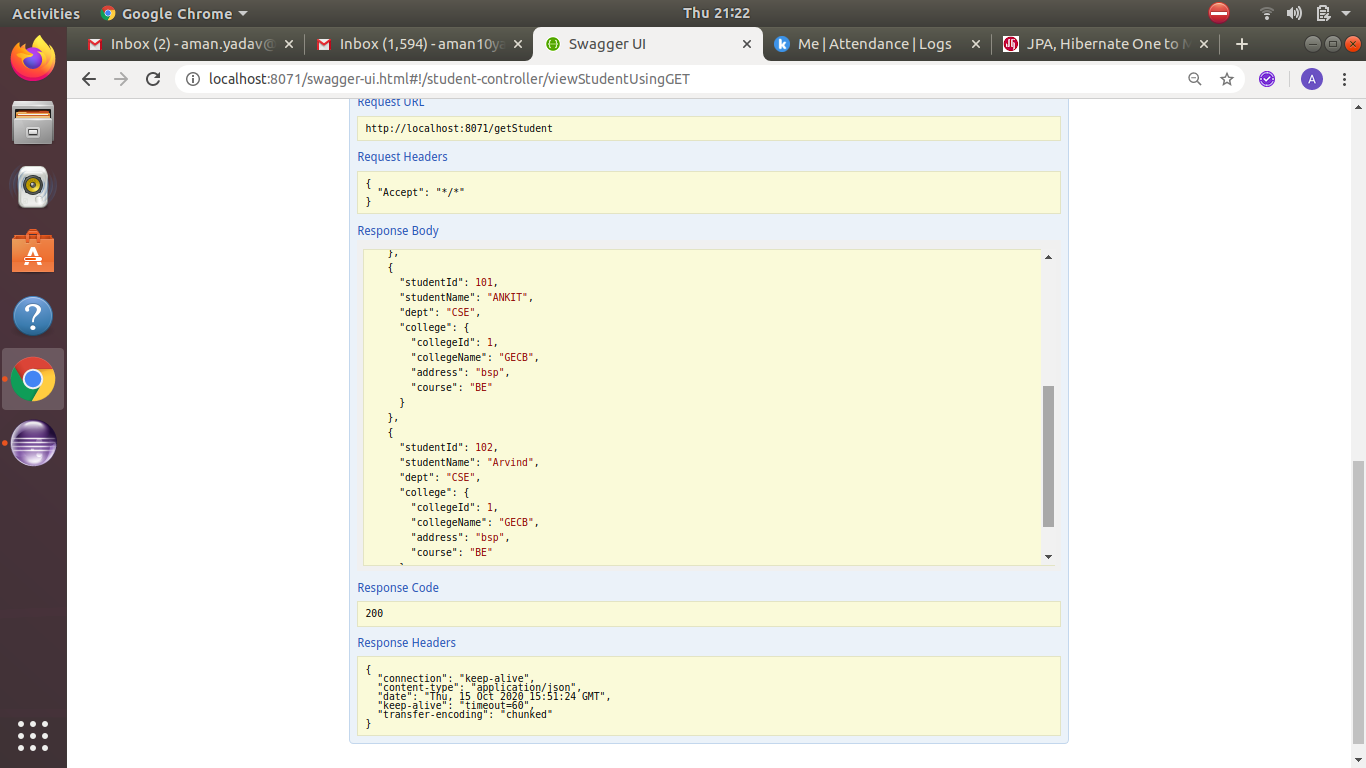 Activities
Google Chrome
Thu 21:22
Inbox (2) - aman.yadav@
Inbox (1,594) - aman10ya
Swagger UI
Me | Attendance | Logs
JPA, Hibernate One to M
localhost:8071/swagger-ui.html#!/student-controller/viewStudentUsingGET
A
Request URL
http://localhost:8071/getStudent
Request Headers
{
"Accept": "*/*"
}
Response Body
},
{
"studentId": 101,
"studentName": "ANKIT",
"dept": "CSE",
"college": {
"collegeId": 1,
"collegeName": "GECB",
"address": "bsp",
"course": "BE"
}
},
{
"studentId": 102,
"studentName": "Arvind",
"dept": "CSE",
"college": {
"collegeId": 1,
"collegeName": "GECB",
"address": "bsp",
"course": "BE"
Response Code
200
Response Headers
{
"connection": "keep-alive",
"content-type": "application/json",
"date": "Thu, 15 Oct 2020 15:51:24 GMT",
"keep-alive": "timeout=60",
"transfer-encoding": "chunked"
}